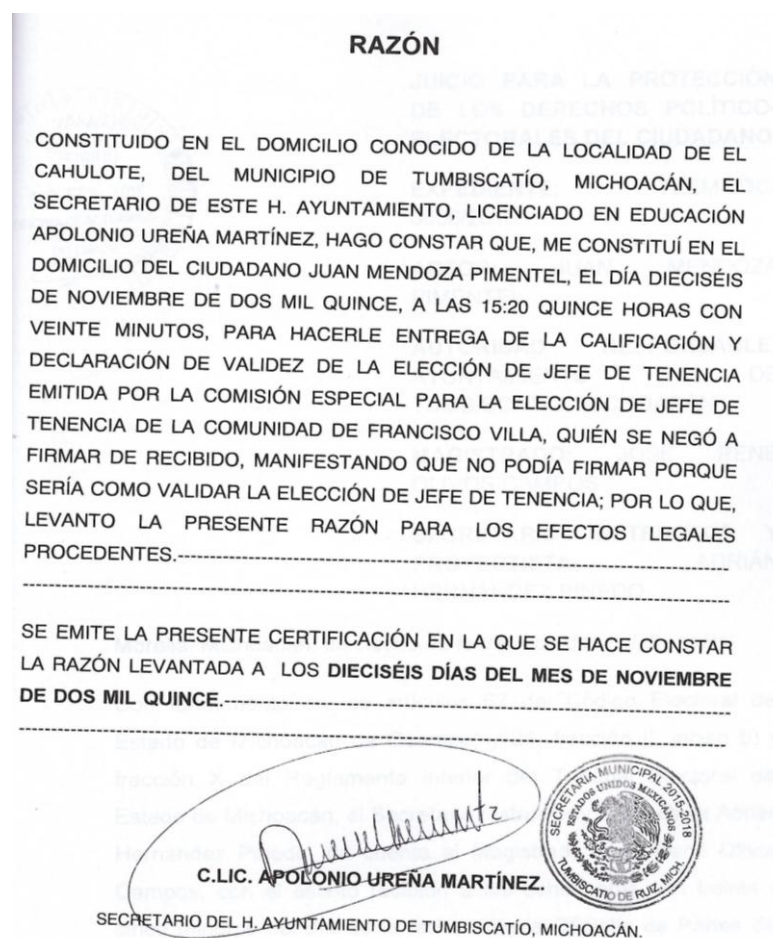 RAZÓN
CONSTITUIDO EN EL DOMICILIO CONOCIDO DE LA LOCALIDAD DE EL
CAHULOTE, DEL MUNICIPIO DE TUMBISCATÍO, MICHOACÁN, EL
SECRETARIO DE ESTE H. AYUNTAMIENTO, LICENCIADO EN EDUCACIÓN
APOLONIO UREÑA MARTÍNEZ, HAGO CONSTAR QUE, ME CONSTITUÍ EN EL
DOMICILIO DEL CIUDADANO JUAN MENDOZA PIMENTEL, EL DÍA DIECISÉIS
DE NOVIEMBRE DE DOS MIL QUINCE, A LAS 15:20 QUINCE HORAS CON
VEINTE MINUTOS, PARA HACERLE ENTREGA DE LA CALIFICACIÓN Y
DECLARACIÓN DE VALIDEZ DE LA ELECCIÓN DE JEFE DE TENENCIA
EMITIDA POR LA COMISIÓN ESPECIAL PARA LA ELECCIÓN DE JEFE DE
TENENCIA DE LA COMUNIDAD DE FRANCISCO VILLA, QUIÉN SE NEGÓ A
FIRMAR DE RECIBIDO, MANIFESTANDO QUE NO PODÍA FIRMAR PORQUE
SERÍA COMO VALIDAR LA ELECCIÓN DE JEFE DE TENENCIA; POR LO QUE,
LEVANTO LA PRESENTE RAZÓN PARA LOS EFECTOS LEGALES
PROCEDENTES.
SE EMITE LA PRESENTE CERTIFICACIÓN EN LA QUE SE HACE CONSTAR
LA RAZÓN LEVANTADA A LOS DIECISÉIS DÍAS DEL MES DE NOVIEMBRE
DE DOS MIL QUINCE.
SECRETARIA MUNICIPAL 2015-2018
ESTADOS UNIDOS MEXICANOS
TUMBISCATIO DE RUIZ, MICH
C.LIC. APOLONIO UREÑA MARTÍNEZ.
SECRETARIO DEL H. AYUNTAMIENTO DE TUMBISCATÍO, MICHOACÁN.